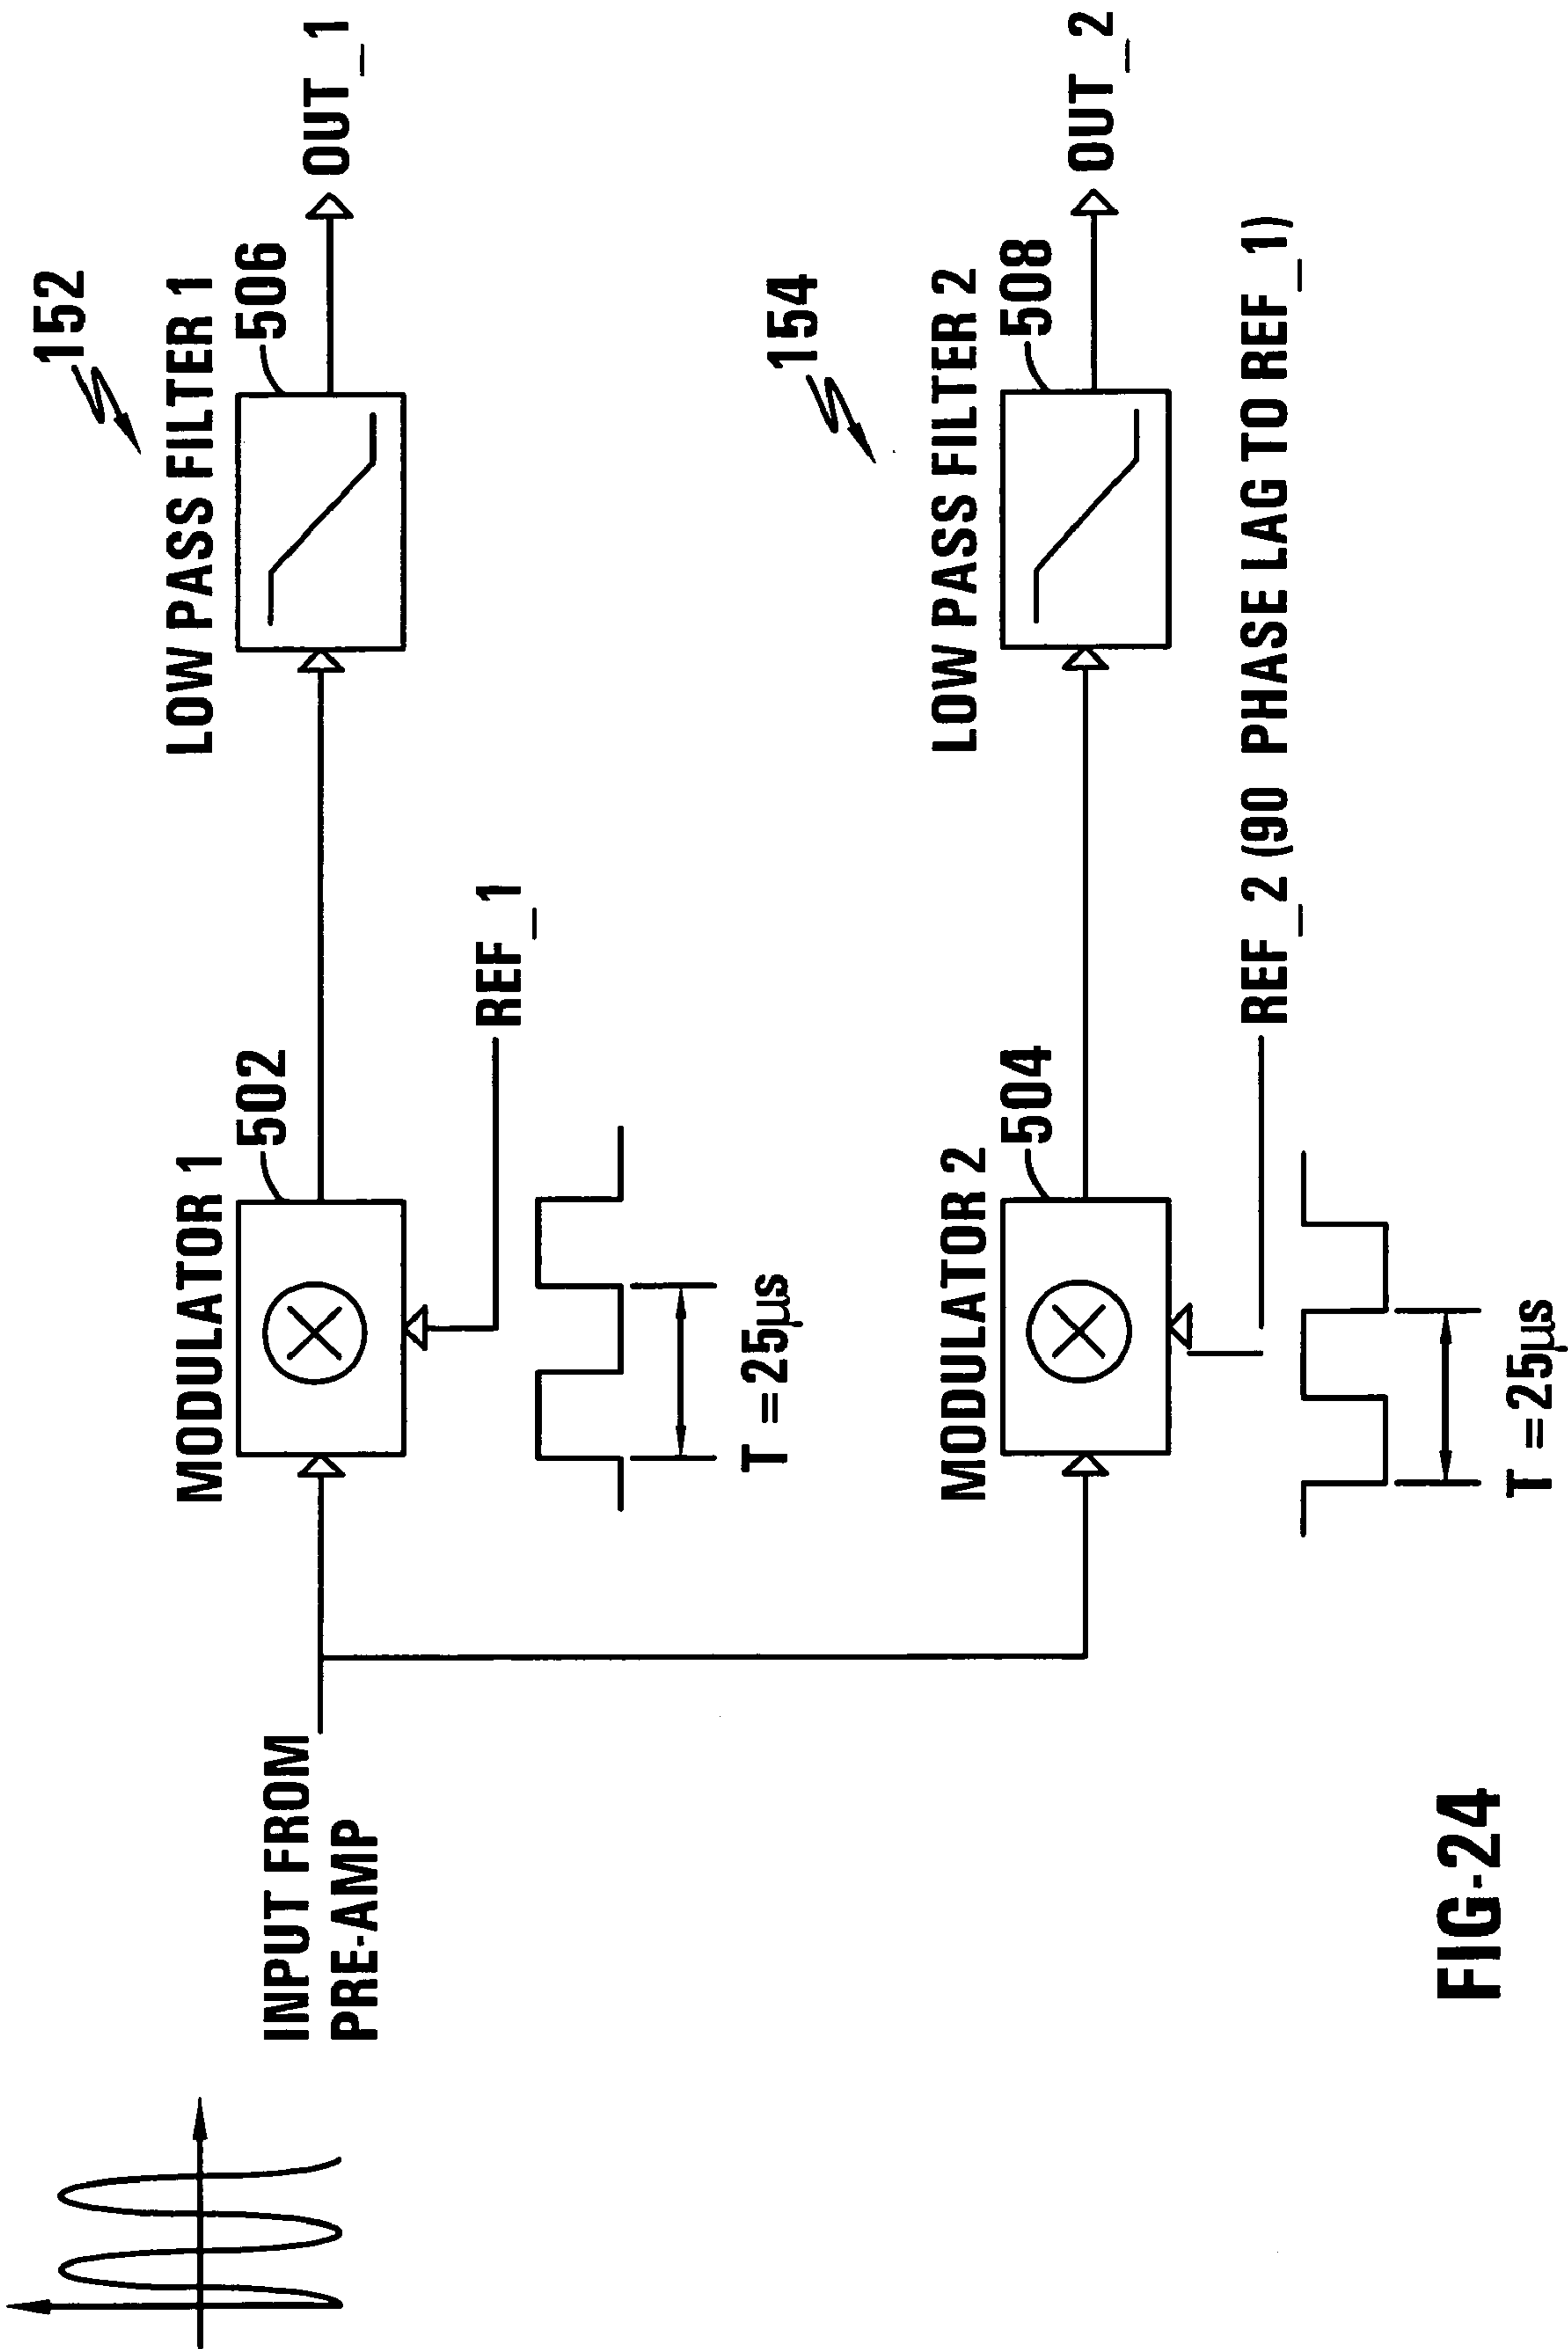 152
LOW PASS FILTER 1
506
OUT_1
MODULATOR 1
502
REF_1
T = 25µs
INPUT FROM
PRE-AMP
154
LOW PASS FILTER 2
508
OUT_2
MODULATOR 2
504
REF_2 (90 PHASE LAG TO REF_1)
T = 25µs
FIG-24